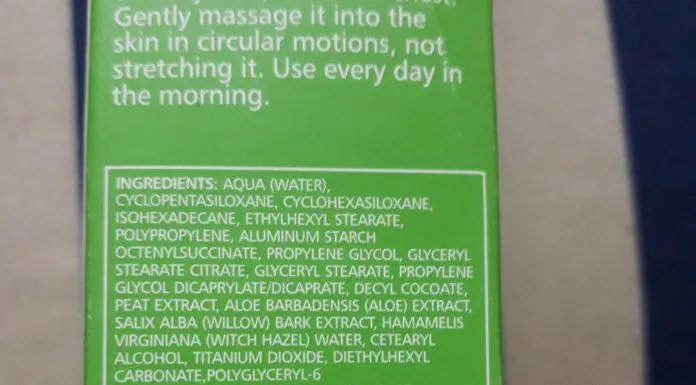 Gently massage it into the
skin in circular motions, not
stretching it. Use every day in
the morning.
INGREDIENTS: AQUA (WATER),
CYCLOPENTASILOXANE, CYCLOHEXASILOXANE,
ISOHEXADECANE, ETHYLHEXYL STEARATE,
POLYPROPYLENE, ALUMINUM STARCH
OCTENYLSUCCINATE, PROPYLENE GLYCOL, GLYCERYL
STEARATE CITRATE, GLYCERYL STEARATE, PROPYLENE
GLYCOL DICAPRYLATE/DICAPRATE, DECYL COCOATE,
PEAT EXTRACT, ALOE BARBADENSIS (ALOE) EXTRACT,
SALIX ALBA (WILLOW) BARK EXTRACT, HAMAMELIS
VIRGINIANA (WITCH HAZEL) WATER, CETEARYL
ALCOHOL, TITANIUM DIOXIDE, DIETHYLHEXYL
CARBONATE,POLYGLYCERYL-6